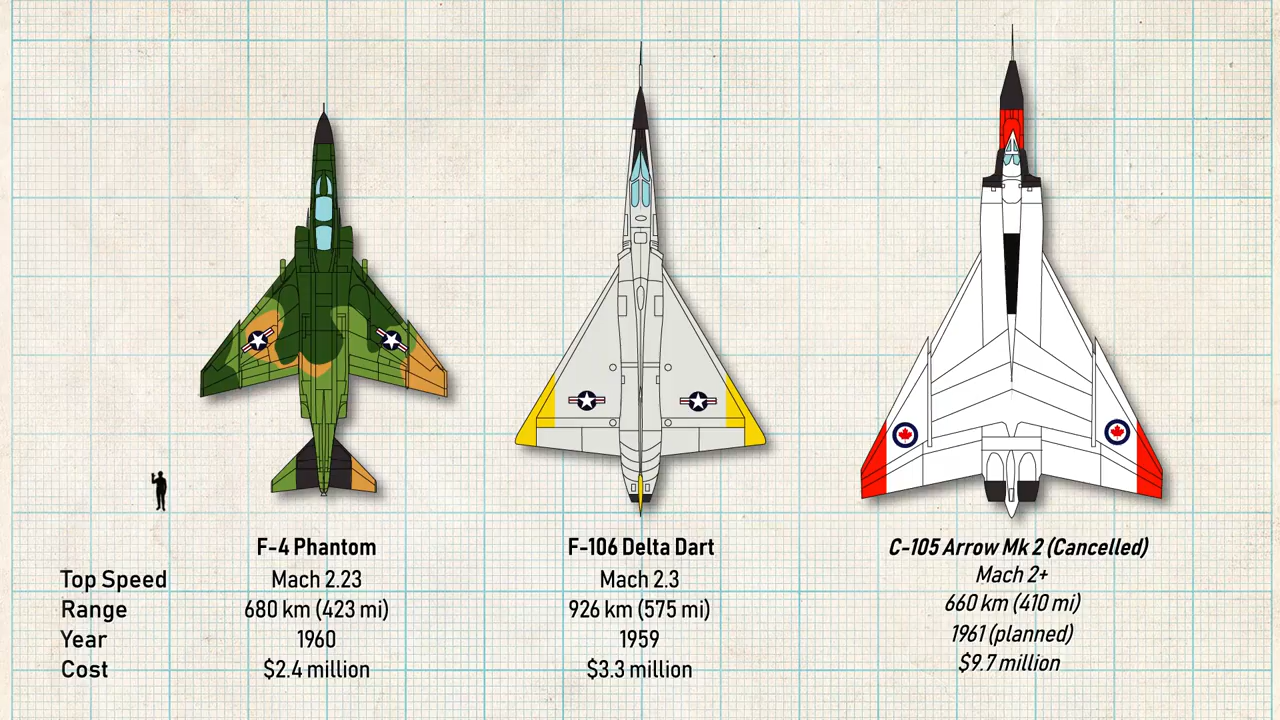 F-4 Phantom F-106 Delta Dart C-105 Arrow Mk 2 (Cancelled)
Top Speed Mach 2.23 Mach 2.3 Mach 2+
Range 680 km (423 mi) 926 km (575 mi) 660 km (410 mi)
Year 1960 1959 1961 (planned)
Cost $2.4 million $3.3 million $9.7 million